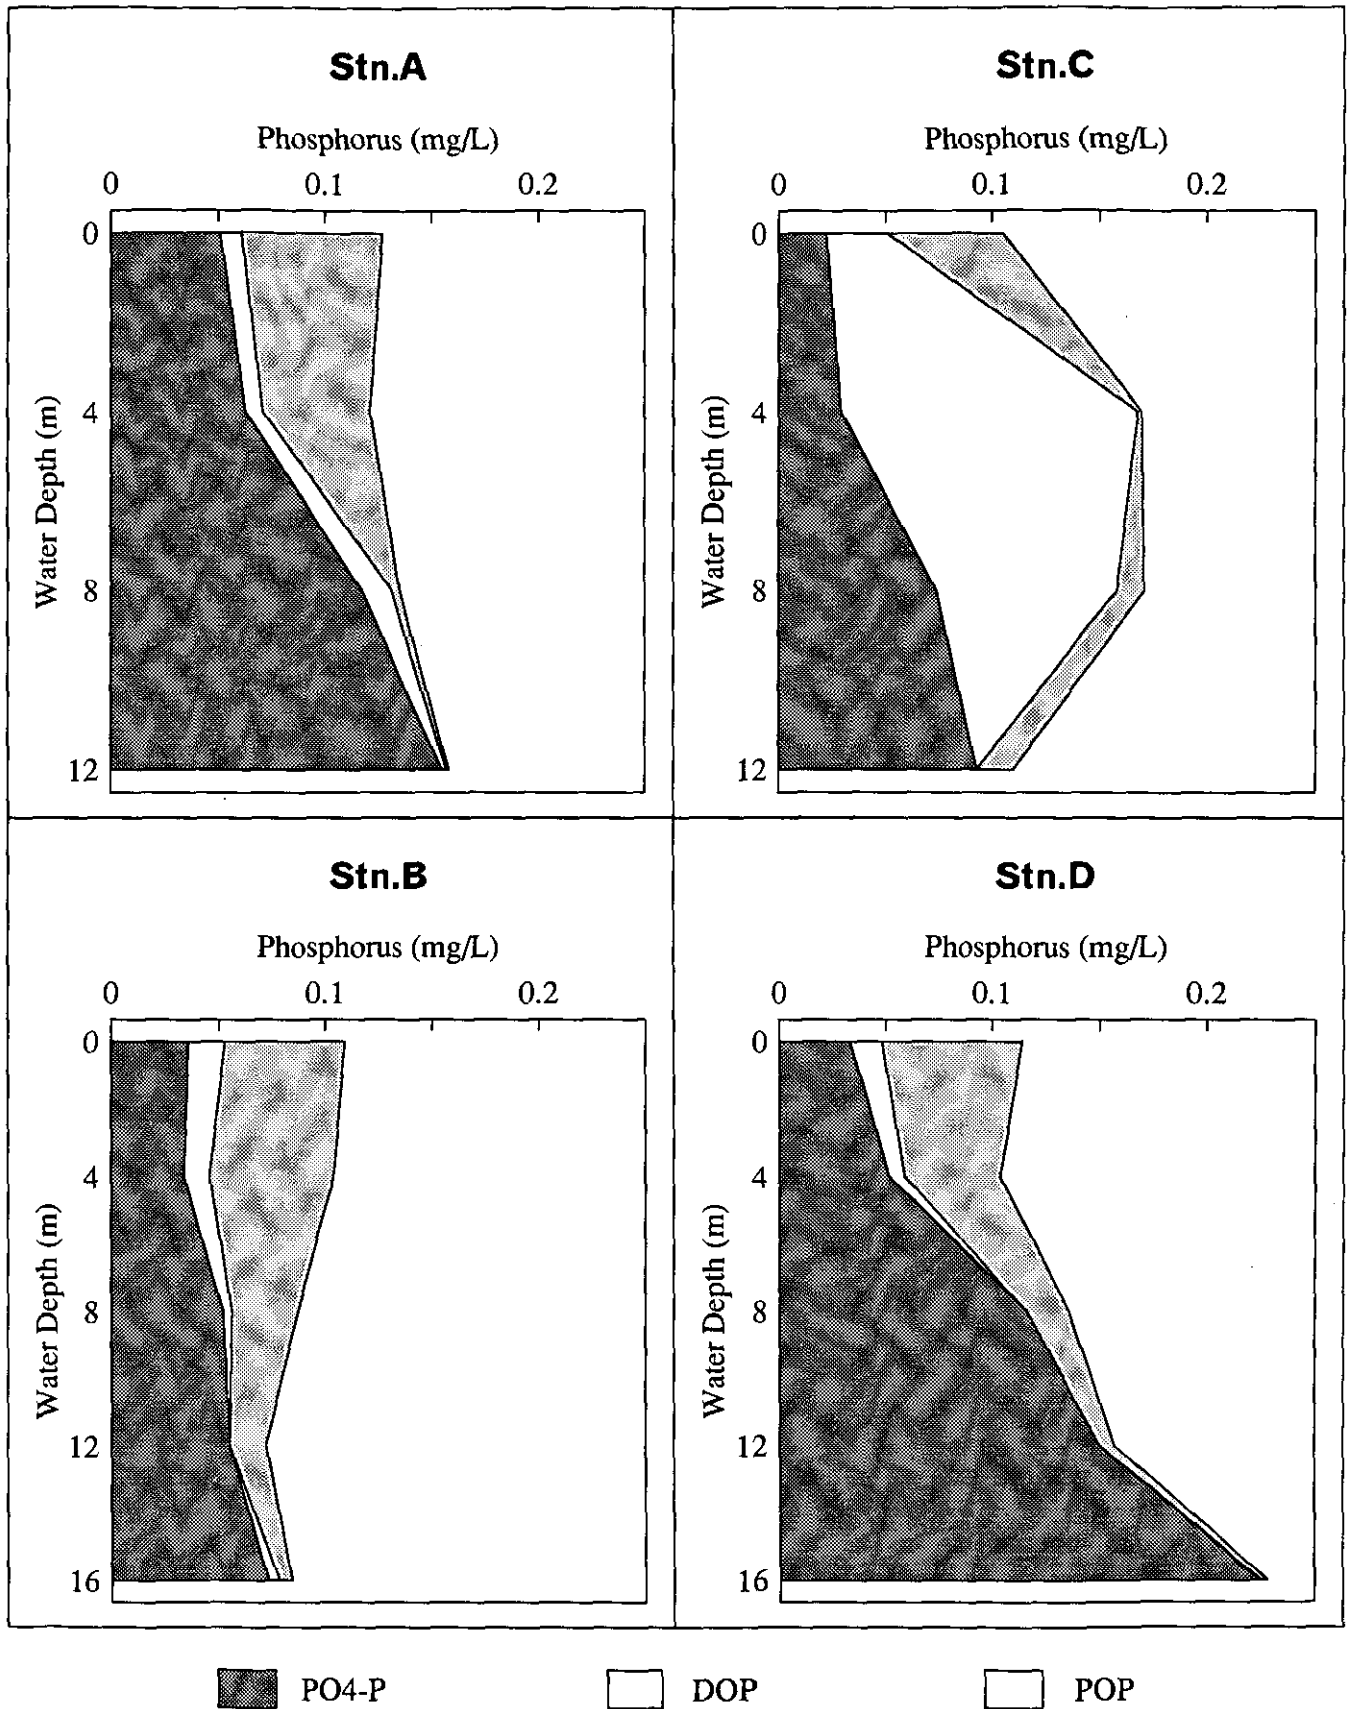 Stn.A
Phosphorus (mg/L)
0 0.1 0.2
0
4
8
12
Water Depth (m)
Stn.C
Phosphorus (mg/L)
0 0.1 0.2
0
4
8
12
Water Depth (m)
Stn.B
Phosphorus (mg/L)
0 0.1 0.2
0
4
8
12
16
Water Depth (m)
Stn.D
Phosphorus (mg/L)
0 0.1 0.2
0
4
8
12
16
Water Depth (m)
PO4-P DOP POP